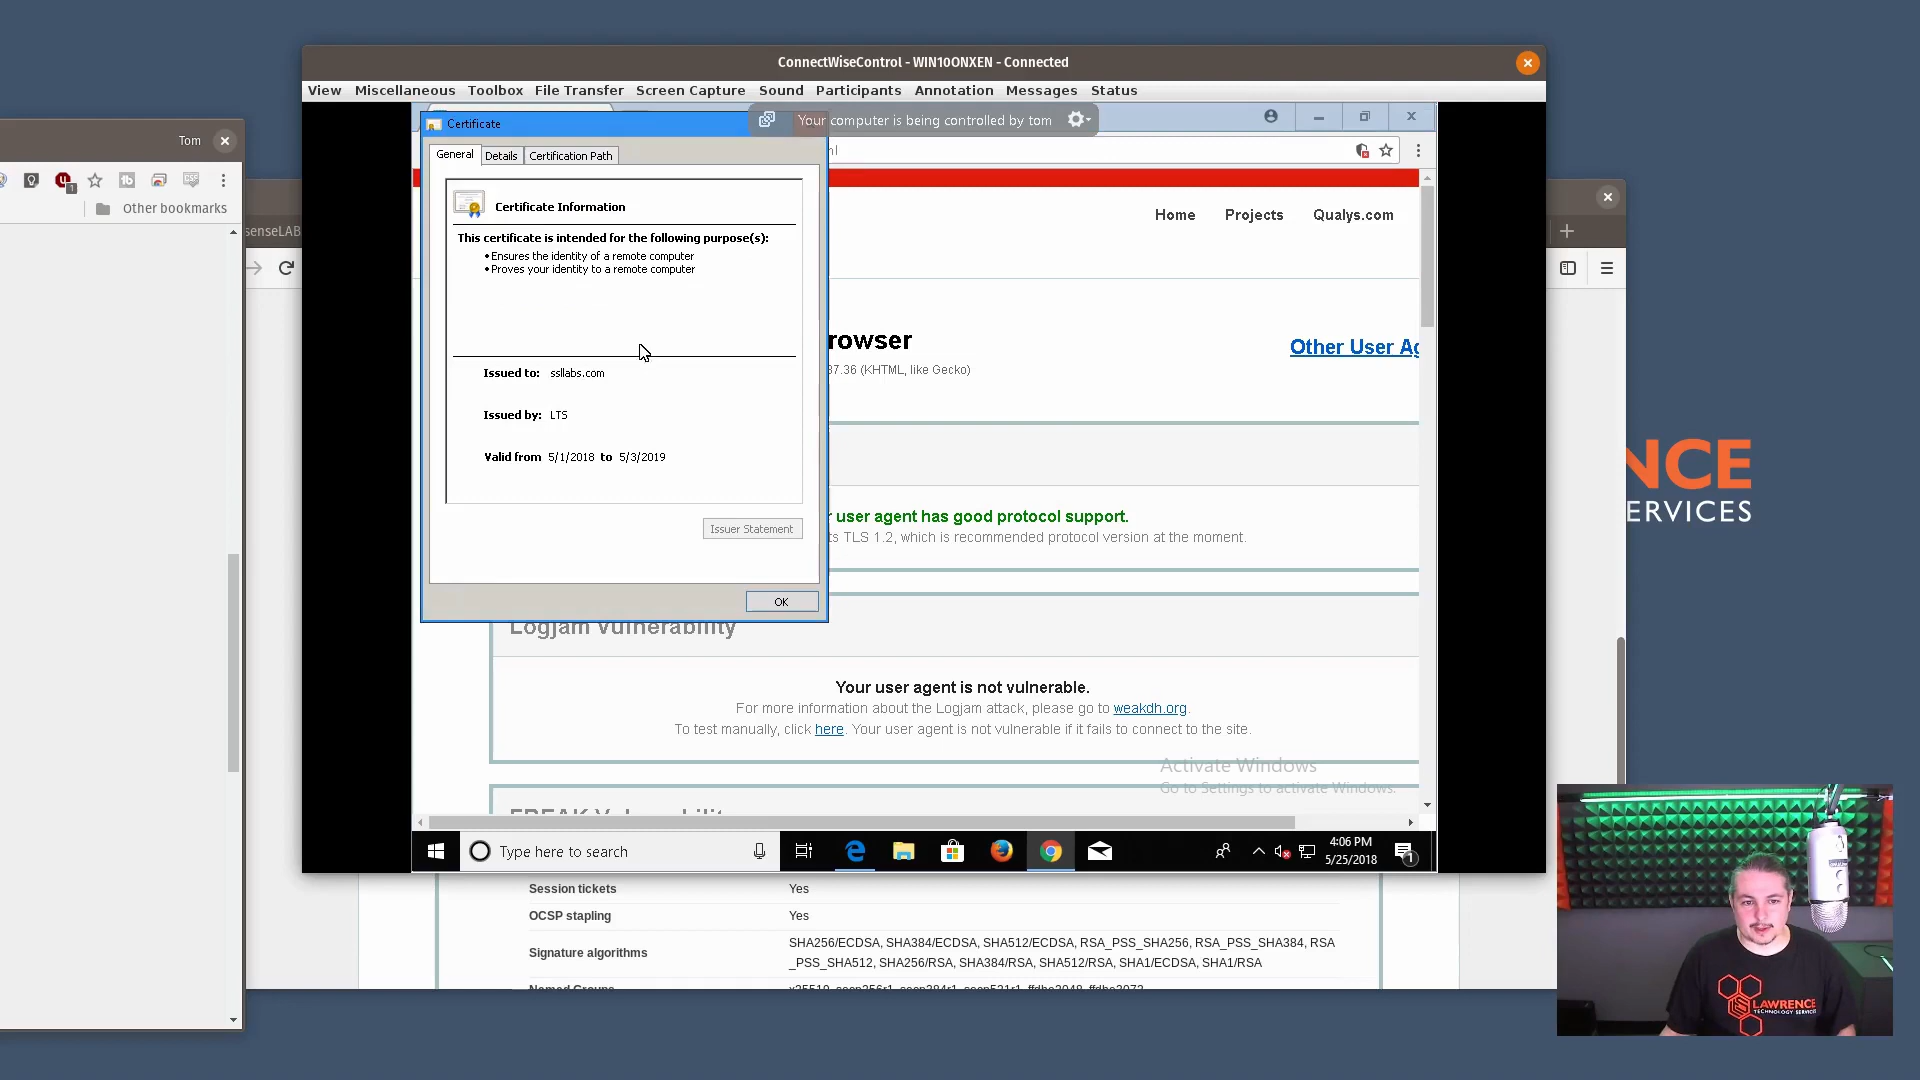 ConnectWiseControl - WIN10ONXEN - Connected
View Miscellaneous Toolbox File Transfer Screen Capture Sound Participants Annotation Messages Status
Tom
Other bookmarks
senseLAB
Your computer is being controlled by tom
Certificate
General Details Certification Path
Certificate Information
This certificate is intended for the following purpose(s):
• Ensures the identity of a remote computer
• Proves your identity to a remote computer
Issued to: ssllabs.com
Issued by: LTS
Valid from 5/1/2018 to 5/3/2019
Issuer Statement
OK
Home Projects Qualys.com
rowser
Other User Ag
37.36 (KHTML, like Gecko)
user agent has good protocol support.
ts TLS 1.2, which is recommended protocol version at the moment.
Logjam Vulnerability
Your user agent is not vulnerable.
For more information about the Logjam attack, please go to weakdh.org.
To test manually, click here. Your user agent is not vulnerable if it fails to connect to the site.
Activate Windows
Go to Settings to activate Windows.
FREAK Vulnerability
Type here to search
4:06 PM
5/25/2018
1
Session tickets Yes
OCSP stapling Yes
Signature algorithms
SHA256/ECDSA, SHA384/ECDSA, SHA512/ECDSA, RSA_PSS_SHA256, RSA_PSS_SHA384, RSA
_PSS_SHA512, SHA256/RSA, SHA384/RSA, SHA512/RSA, SHA1/ECDSA, SHA1/RSA
Named Groups
NCE
ERVICES
LAWRENCE
TECHNOLOGY SERVICES